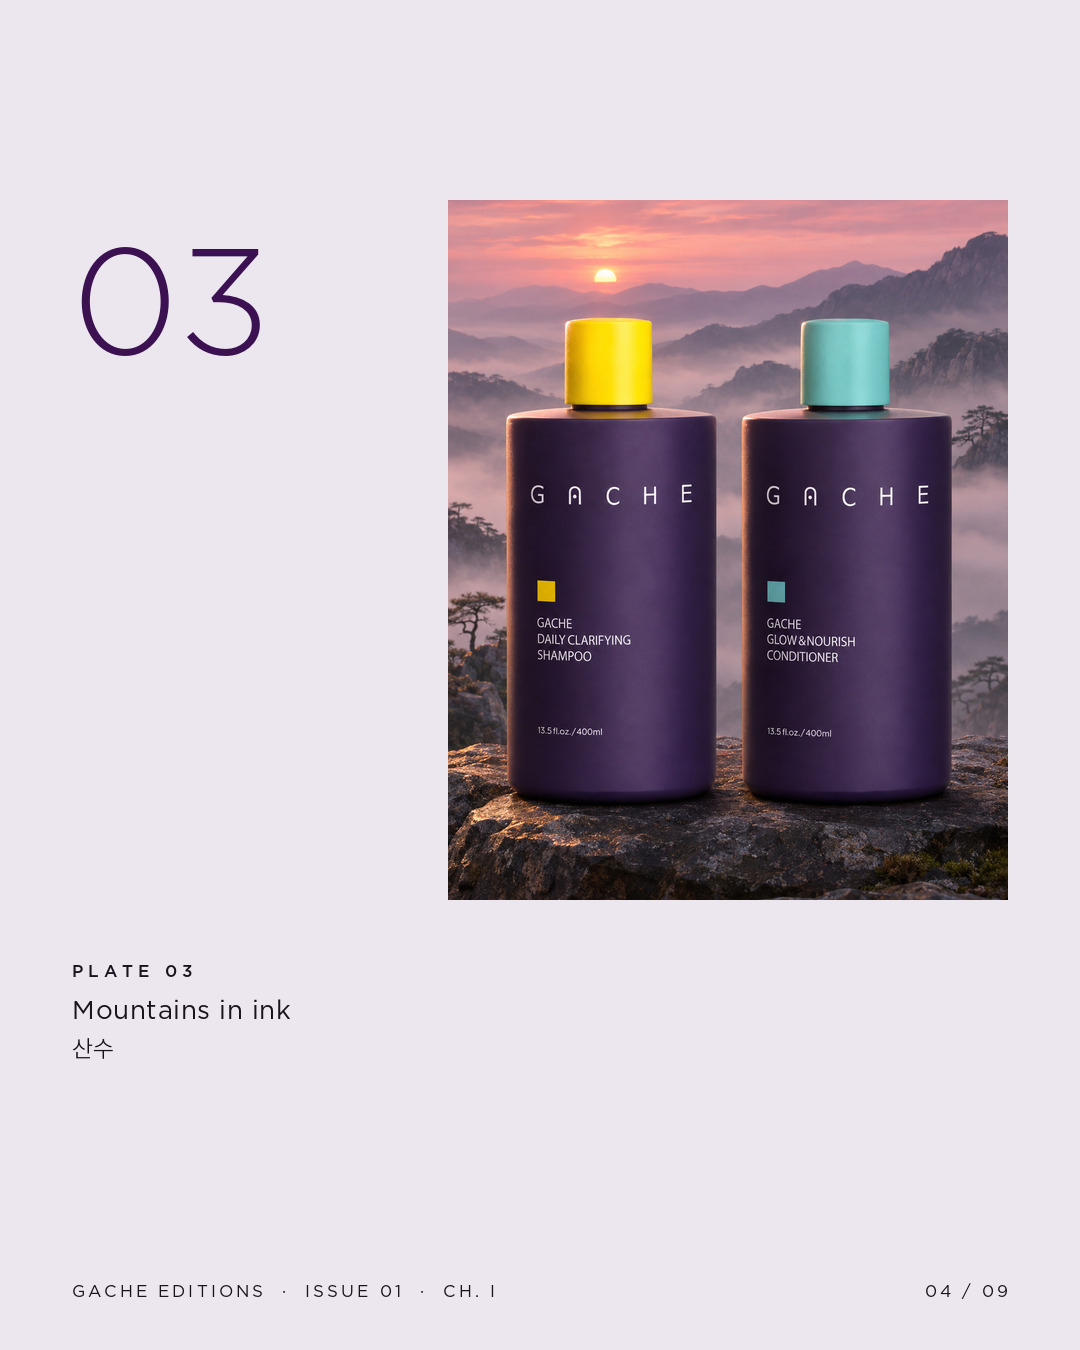 03
G A C H E
GACHE
DAILY CLARIFYING
SHAMPOO
13.5 fl.oz./400ml
G A C H E
GACHE
GLOW & NOURISH
CONDITIONER
13.5 fl.oz./400ml
PLATE 03
Mountains in ink
산수
GACHE EDITIONS · ISSUE 01 · CH. I
04 / 09